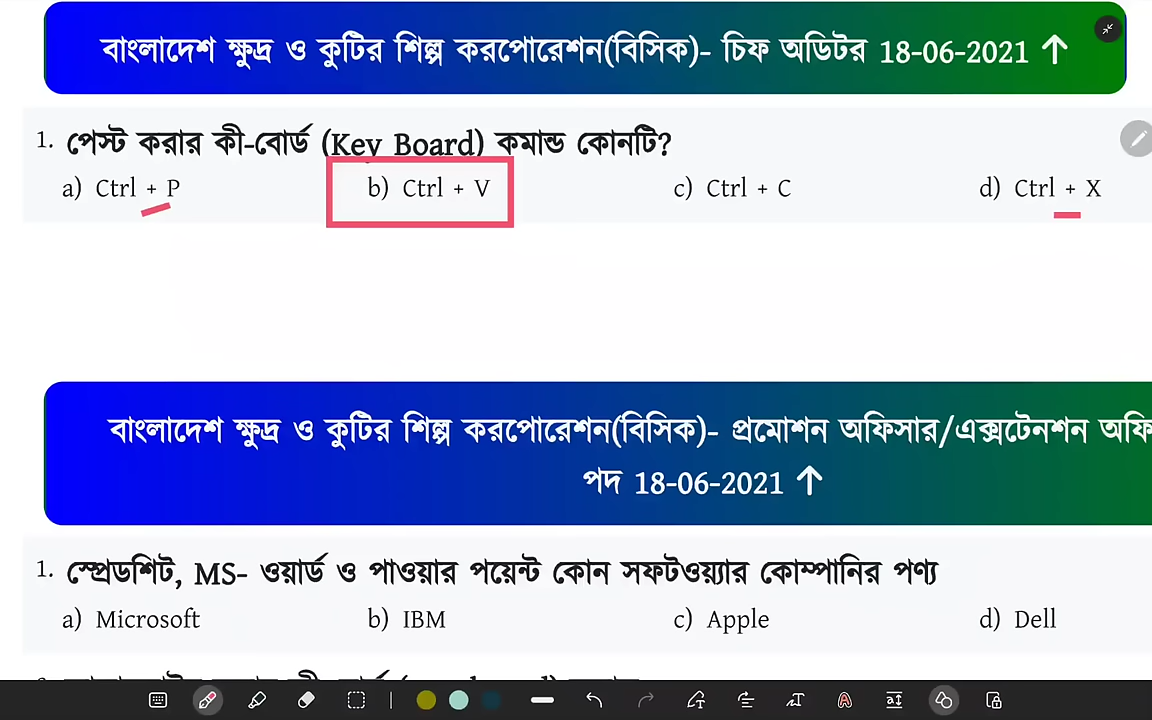 বাংলাদেশ ক্ষুদ্র ও কুটির শিল্প করপোরেশন(বিসিক)- চিফ অডিটর 18-06-2021 ↑
1. পেস্ট করার কী-বোর্ড (Key Board) কমান্ড কোনটি?
a) Ctrl + P b) Ctrl + V c) Ctrl + C d) Ctrl + X
বাংলাদেশ ক্ষুদ্র ও কুটির শিল্প করপোরেশন(বিসিক)- প্রমোশন অফিসার/এক্সটেনশন
পদ 18-06-2021 ↑
1. স্প্রেডশিট, MS- ওয়ার্ড ও পাওয়ার পয়েন্ট কোন সফটওয়্যার কোম্পানির পণ্য
a) Microsoft b) IBM c) Apple d) Dell